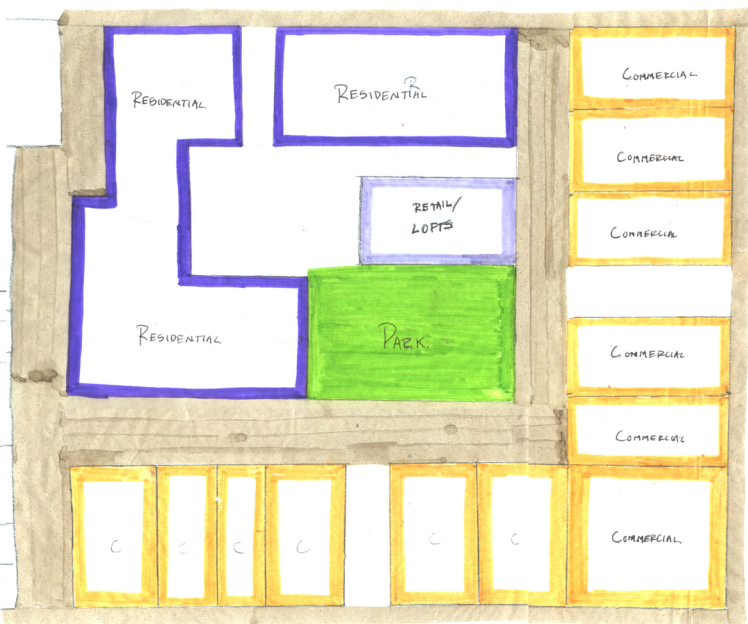 RESIDENTIAL
R
RESIDENTIAL
COMMERCIAL
COMMERCIAL
RETAIL/
LOFTS
COMMERCIAL
RESIDENTIAL
PARK
COMMERCIAL
COMMERCIAL
C
C
C
C
C
C
COMMERCIAL